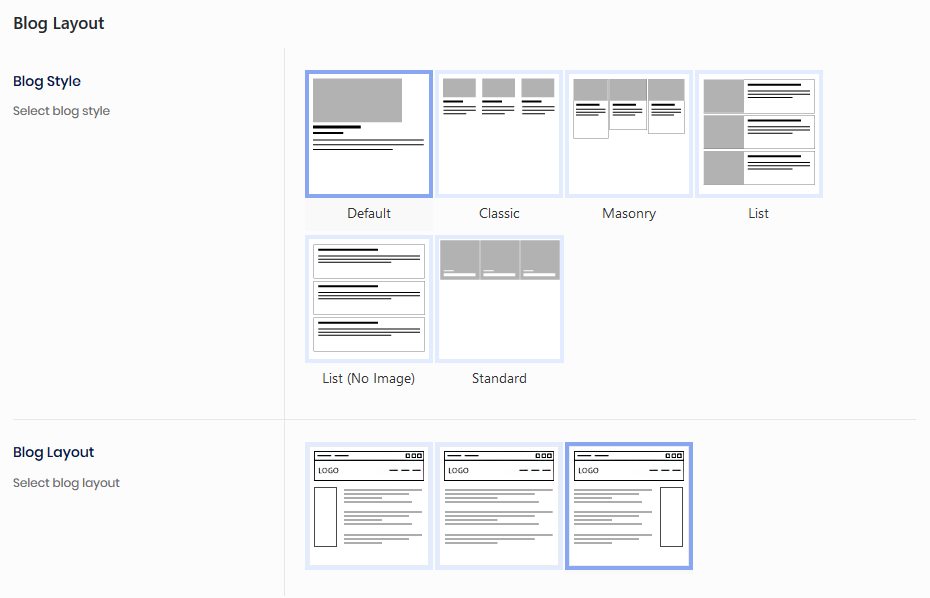 Blog Layout
Blog Style
Select blog style
Default
Classic
Masonry
List
List (No Image)
Standard
Blog Layout
Select blog layout
LOGO
LOGO
LOGO